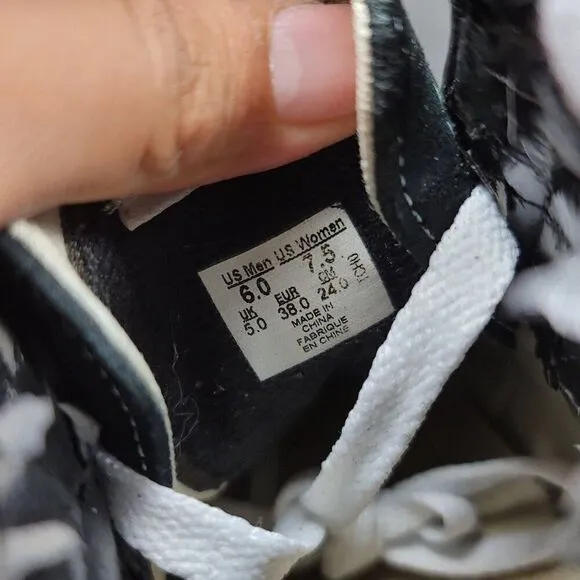 US Men US Women
6.0 7.5
UK EUR CM
5.0 38.0 24.0
MADE IN
CHINA
FABRIQUE
EN CHINE
TCHO